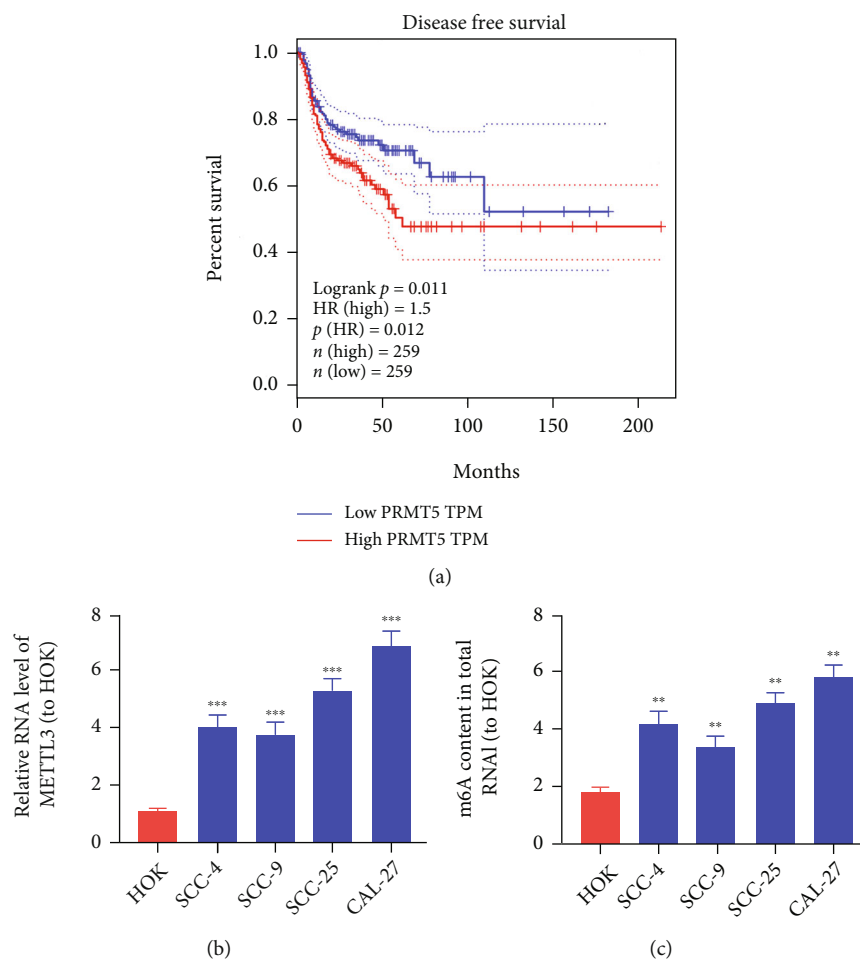 Disease free survial
Percent survial
1.0
0.8
0.6
0.4
0.2
0.0
Logrank p = 0.011
HR (high) = 1.5
p (HR) = 0.012
n (high) = 259
n (low) = 259
0 50 100 150 200
Months
Low PRMT5 TPM
High PRMT5 TPM
(a)
Relative RNA level of
METTL3 (to HOK)
8
6
4
2
0
*** *** *** ***
HOK SCC-4 SCC-9 SCC-25 CAL-27
(b)
m6A content in total
RNAl (to HOK)
8
6
4
2
0
** ** ** **
HOK SCC-4 SCC-9 SCC-25 CAL-27
(c)